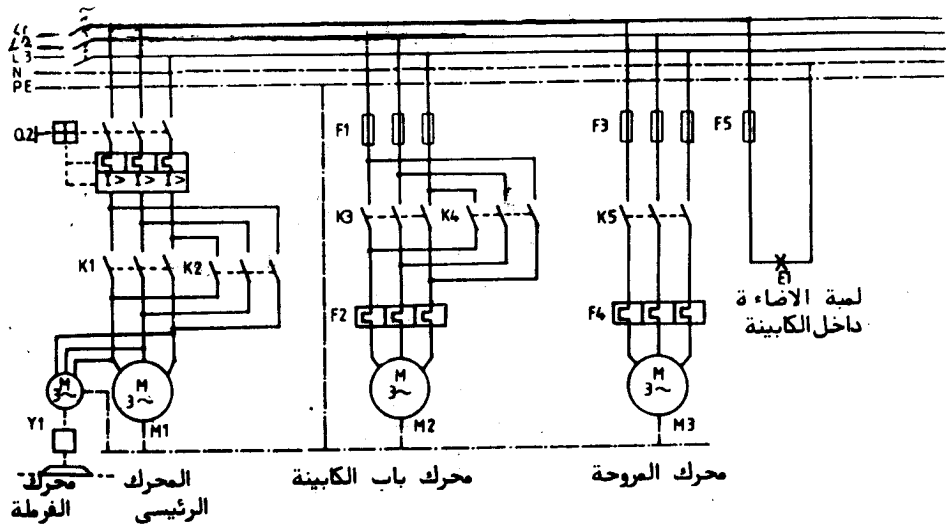 L1
L2
L3
N
PE
Q2
I> I> I>
F1
F3
F5
K1
K2
K3
K4
K5
E1
F2
F4
لمبة الاضاءة
داخل الكابينة
M
3~
M
3~
M
3~
M
3~
Y1
M1
M2
M3
محرك
الفرملة
المحرك
الرئيسى
محرك باب الكابينة
محرك المروحة